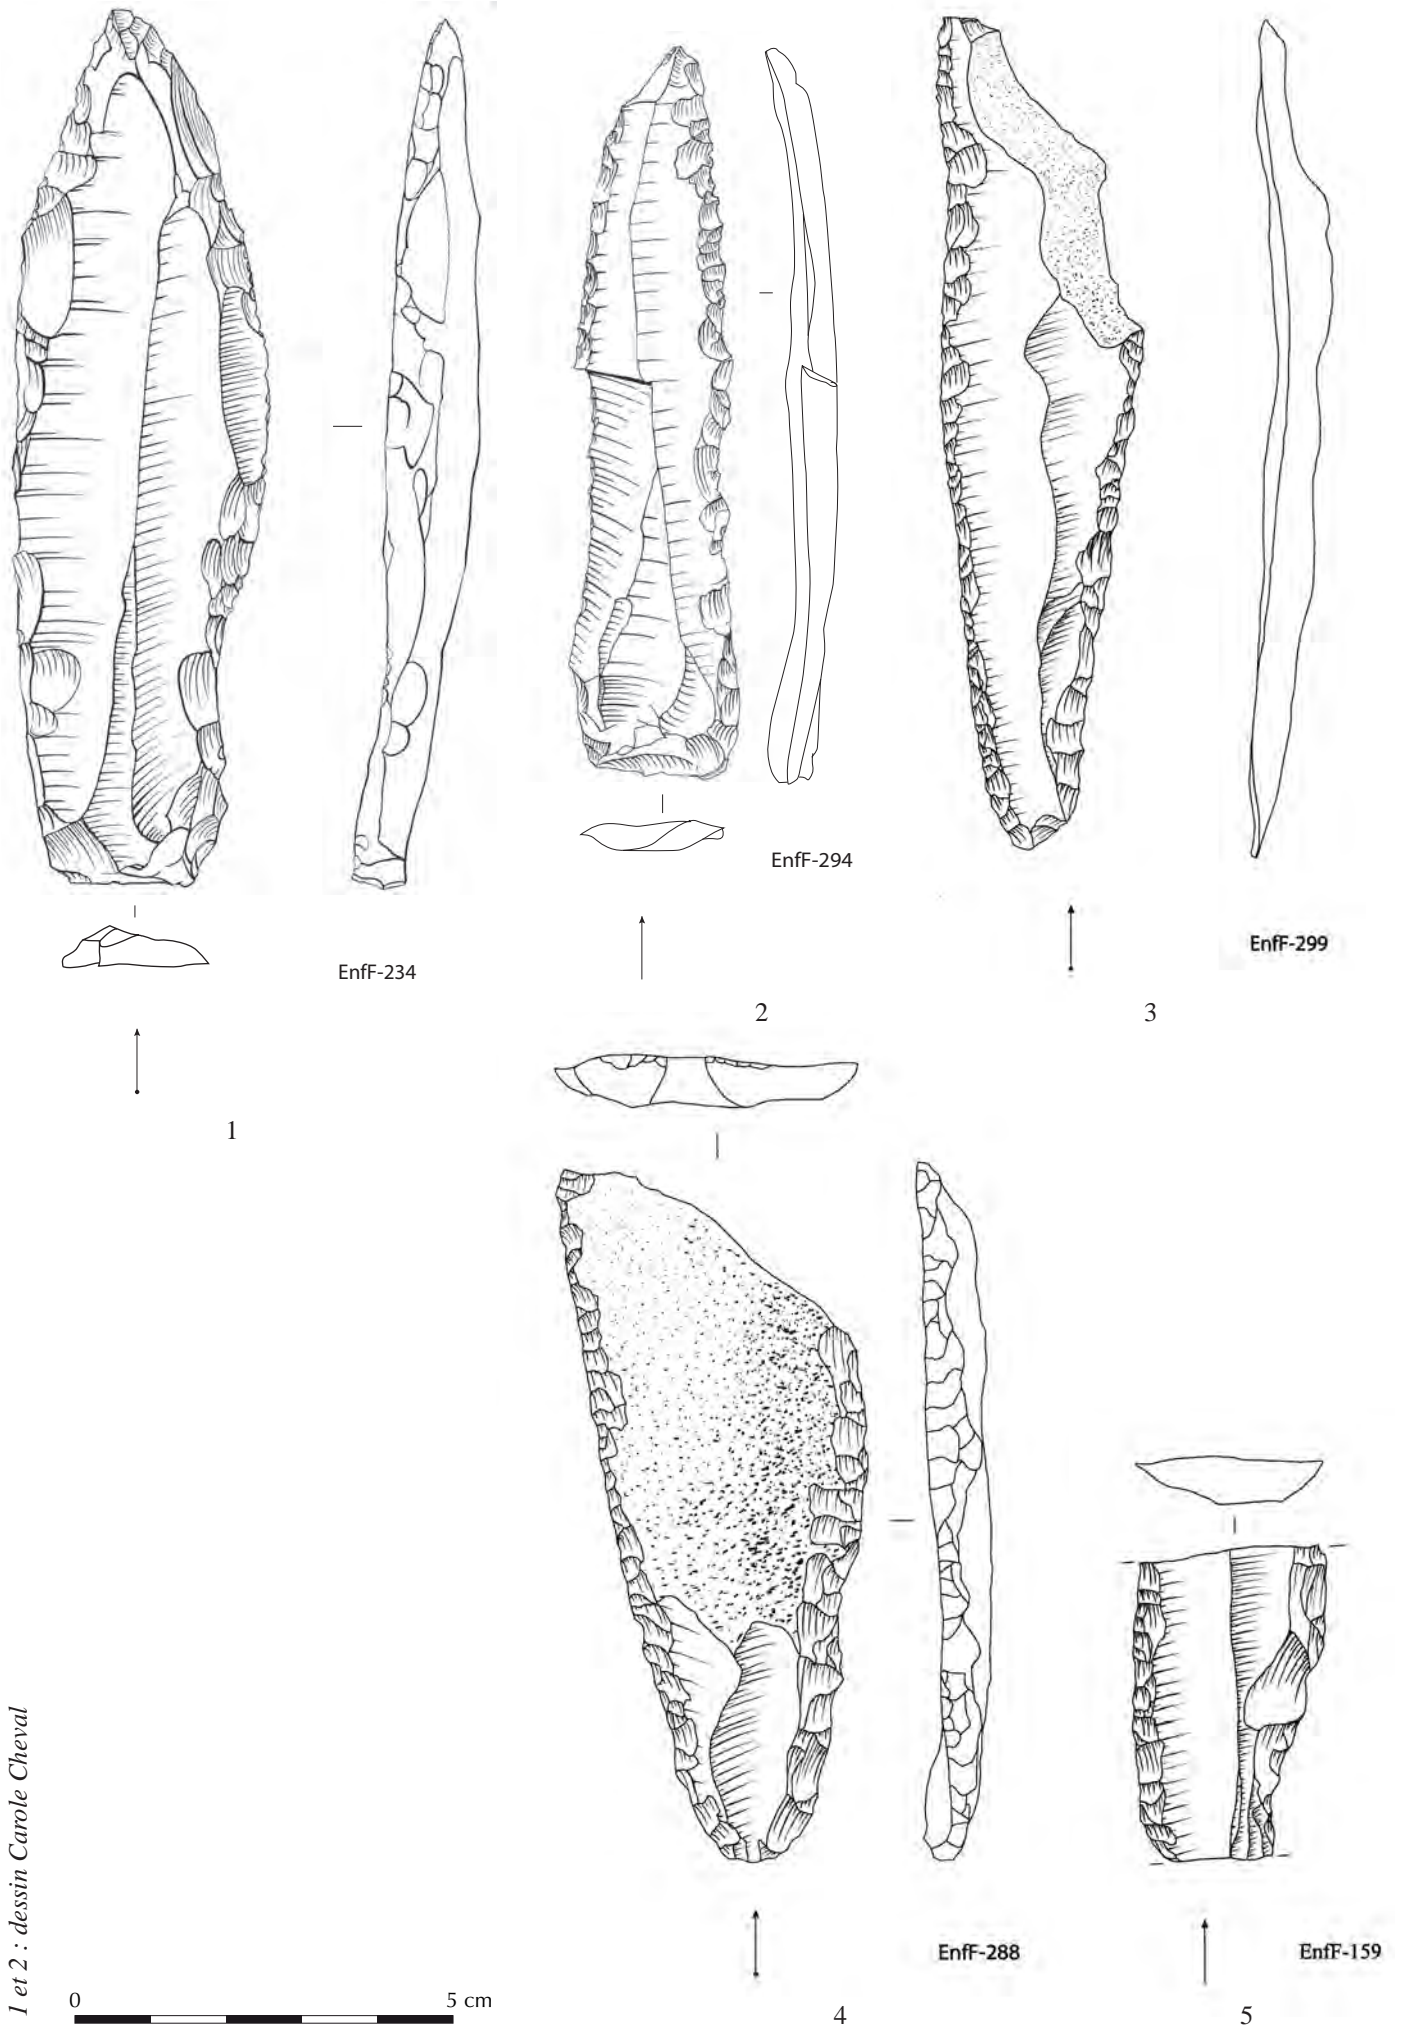 EnfF-294
EnfF-299
EnfF-234
2
3
1
1 et 2 : dessin Carole Cheval
EnfF-288
EnfF-159
0
5 cm
4
5